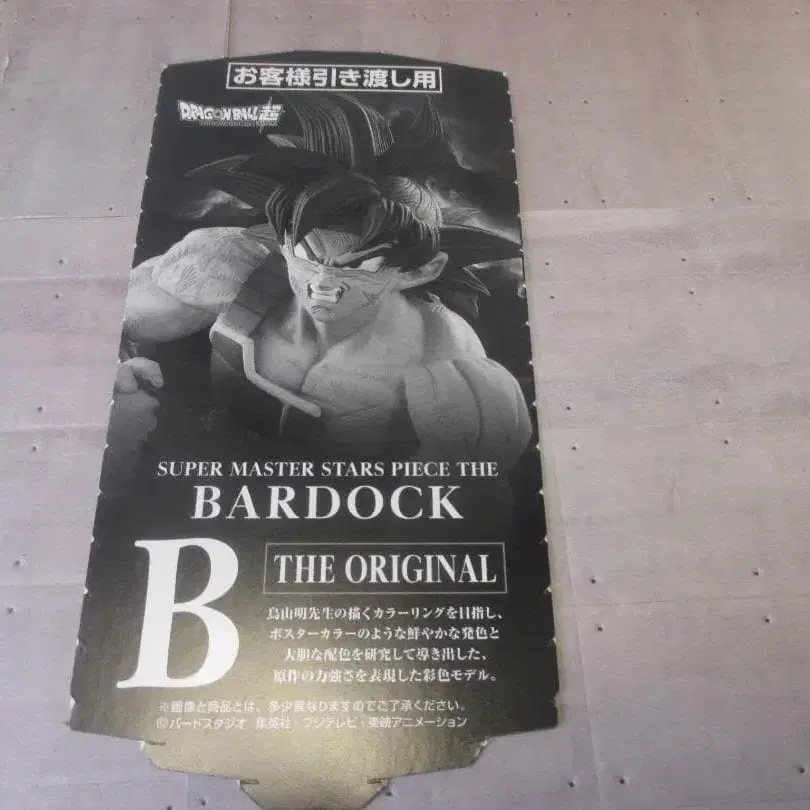 お客様引き渡し用
DRAGONBALL超
SUPER MASTER STARS PIECE THE
BARDOCK
B
THE ORIGINAL
鳥山明先生の描くカラーリングを目指し、
ポスターカラーのような鮮やかな発色と
大胆な配色を研究して導き出した、
原作の力強さを表現した彩色モデル。
※画像と商品とは、多少異なりますのでご了承ください。
©バードスタジオ 集英社・フジテレビ・東映アニメーション